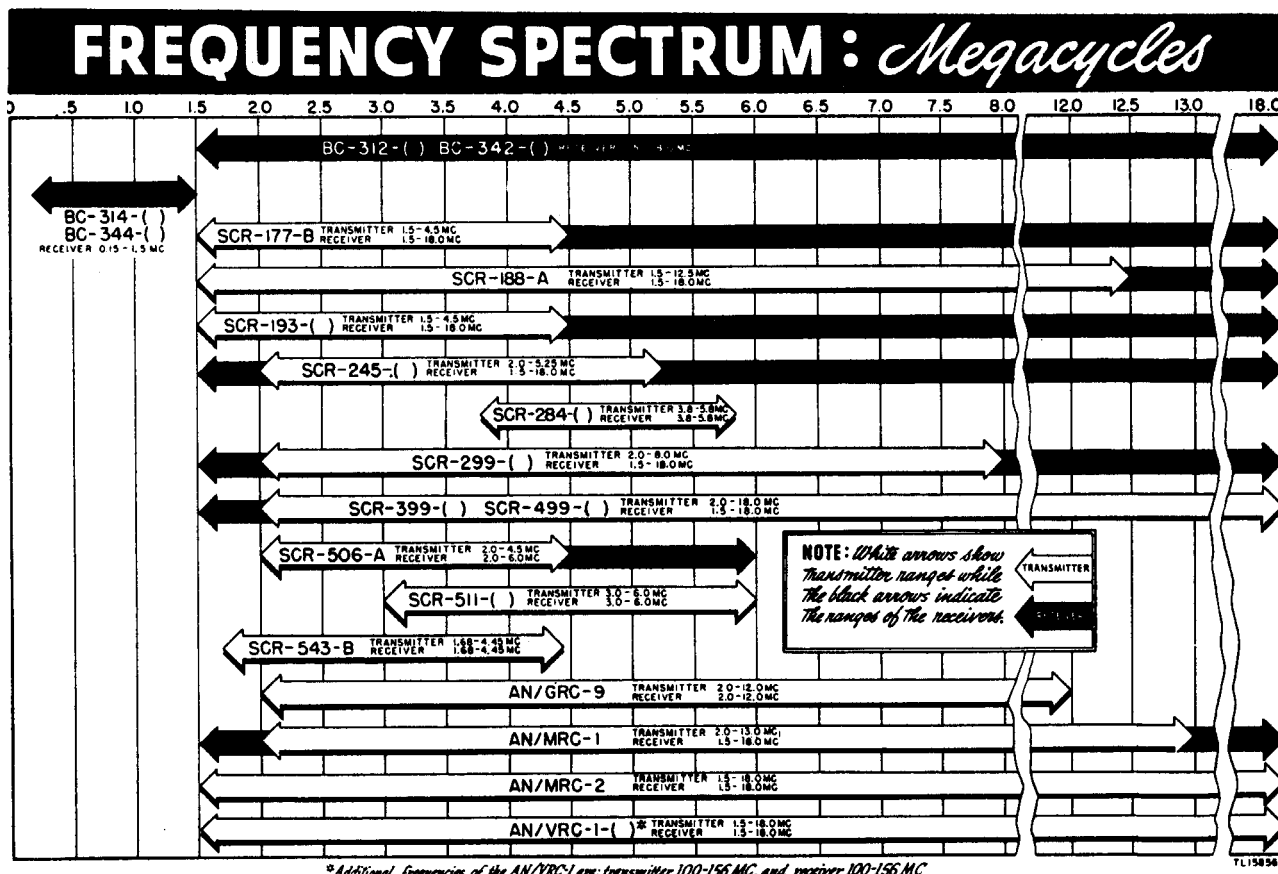 FREQUENCY SPECTRUM: Megacycles
0 .5 1.0 1.5 2.0 2.5 3.0 3.5 4.0 4.5 5.0 5.5 6.0 6.5 7.0 7.5 8.0 12.0 12.5 13.0 18.0
BC-312-( ) BC-342-( ) RECEIVER
BC-314-( )
BC-344-( )
RECEIVER 0.15-1.5 MC
SCR-177-B TRANSMITTER 1.5-4.5 MC
RECEIVER 1.5-18.0 MC
SCR-188-A TRANSMITTER 1.5-12.5 MC
RECEIVER 1.5-18.0 MC
SCR-193-( ) TRANSMITTER 1.5-4.5 MC
RECEIVER 1.5-18.0 MC
SCR-245-( ) TRANSMITTER 2.0-5.25 MC
RECEIVER 1.5-18.0 MC
SCR-284-( ) TRANSMITTER 3.8-5.8 MC
RECEIVER 3.8-5.8 MC
SCR-299-( ) TRANSMITTER 2.0-8.0 MC
RECEIVER 1.5-18.0 MC
SCR-399-( ) SCR-499-( ) TRANSMITTER 2.0-18.0 MC
RECEIVER 1.5-18.0 MC
SCR-506-A TRANSMITTER 2.0-4.5 MC
RECEIVER 2.0-6.0 MC
NOTE: White arrows show
transmitter ranges while
the black arrows indicate
the ranges of the receivers.
TRANSMITTER
RECEIVER
SCR-511-( ) TRANSMITTER 3.0-6.0 MC
RECEIVER 3.0-6.0 MC
SCR-543-B TRANSMITTER 1.68-4.45 MC
RECEIVER 1.68-4.45 MC
AN/GRC-9 TRANSMITTER 2.0-12.0 MC
RECEIVER 2.0-12.0 MC
AN/MRC-1 TRANSMITTER 2.0-13.0 MC
RECEIVER 1.5-18.0 MC
AN/MRC-2 TRANSMITTER 1.5-18.0 MC
RECEIVER 1.5-18.0 MC
AN/VRC-1-( )* TRANSMITTER 1.5-18.0 MC
RECEIVER 1.5-18.0 MC
TL15856
*Additional frequencies of the AN/VRC-1 are: transmitter 100-156 MC, and receiver 100-156 MC